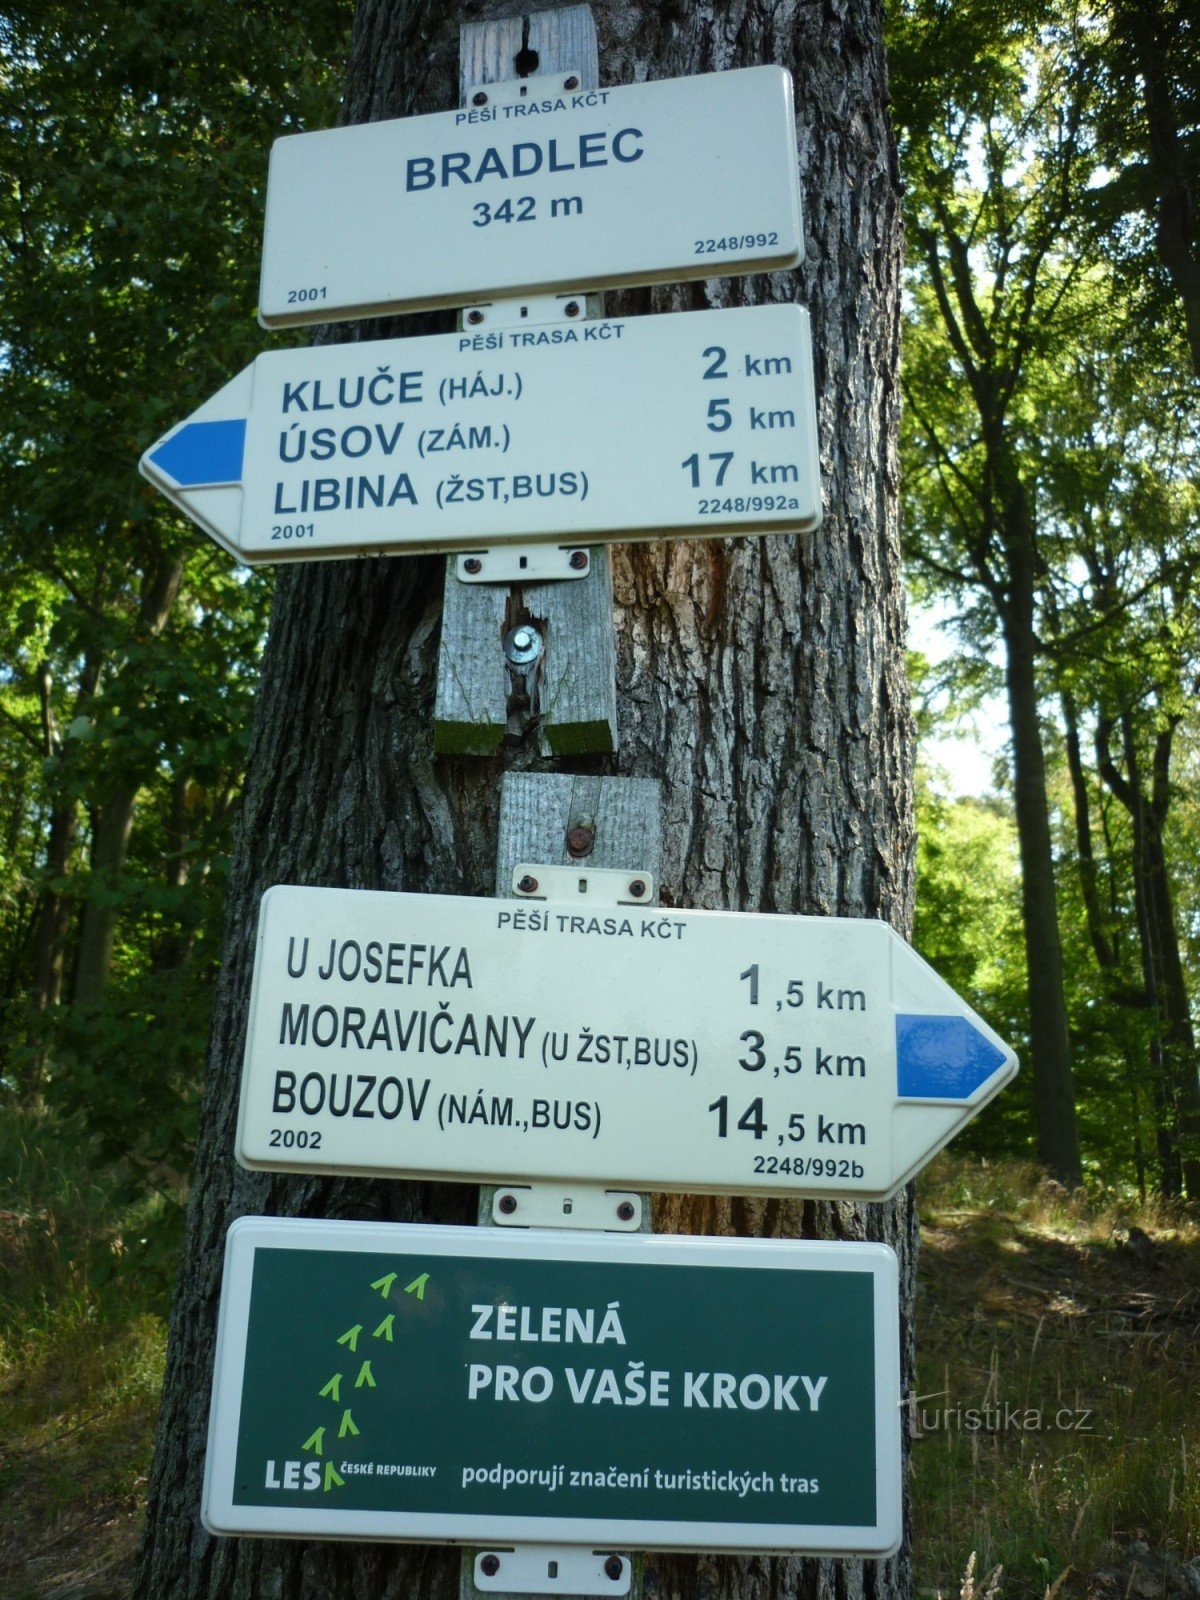 PĚŠÍ TRASA KČT
BRADLEC
342 m
2001 2248/992
PĚŠÍ TRASA KČT
KLUČE (HÁJ.) 2 km
ÚSOV (ZÁM.) 5 km
LIBINA (ŽST,BUS) 17 km
2001 2248/992a
PĚŠÍ TRASA KČT
U JOSEFKA 1,5 km
MORAVIČANY (U ŽST,BUS) 3,5 km
BOUZOV (NÁM.,BUS) 14,5 km
2002 2248/992b
ZELENÁ
PRO VAŠE KROKY
LESY ČESKÉ REPUBLIKY podporují značení turistických tras
Turistika.cz